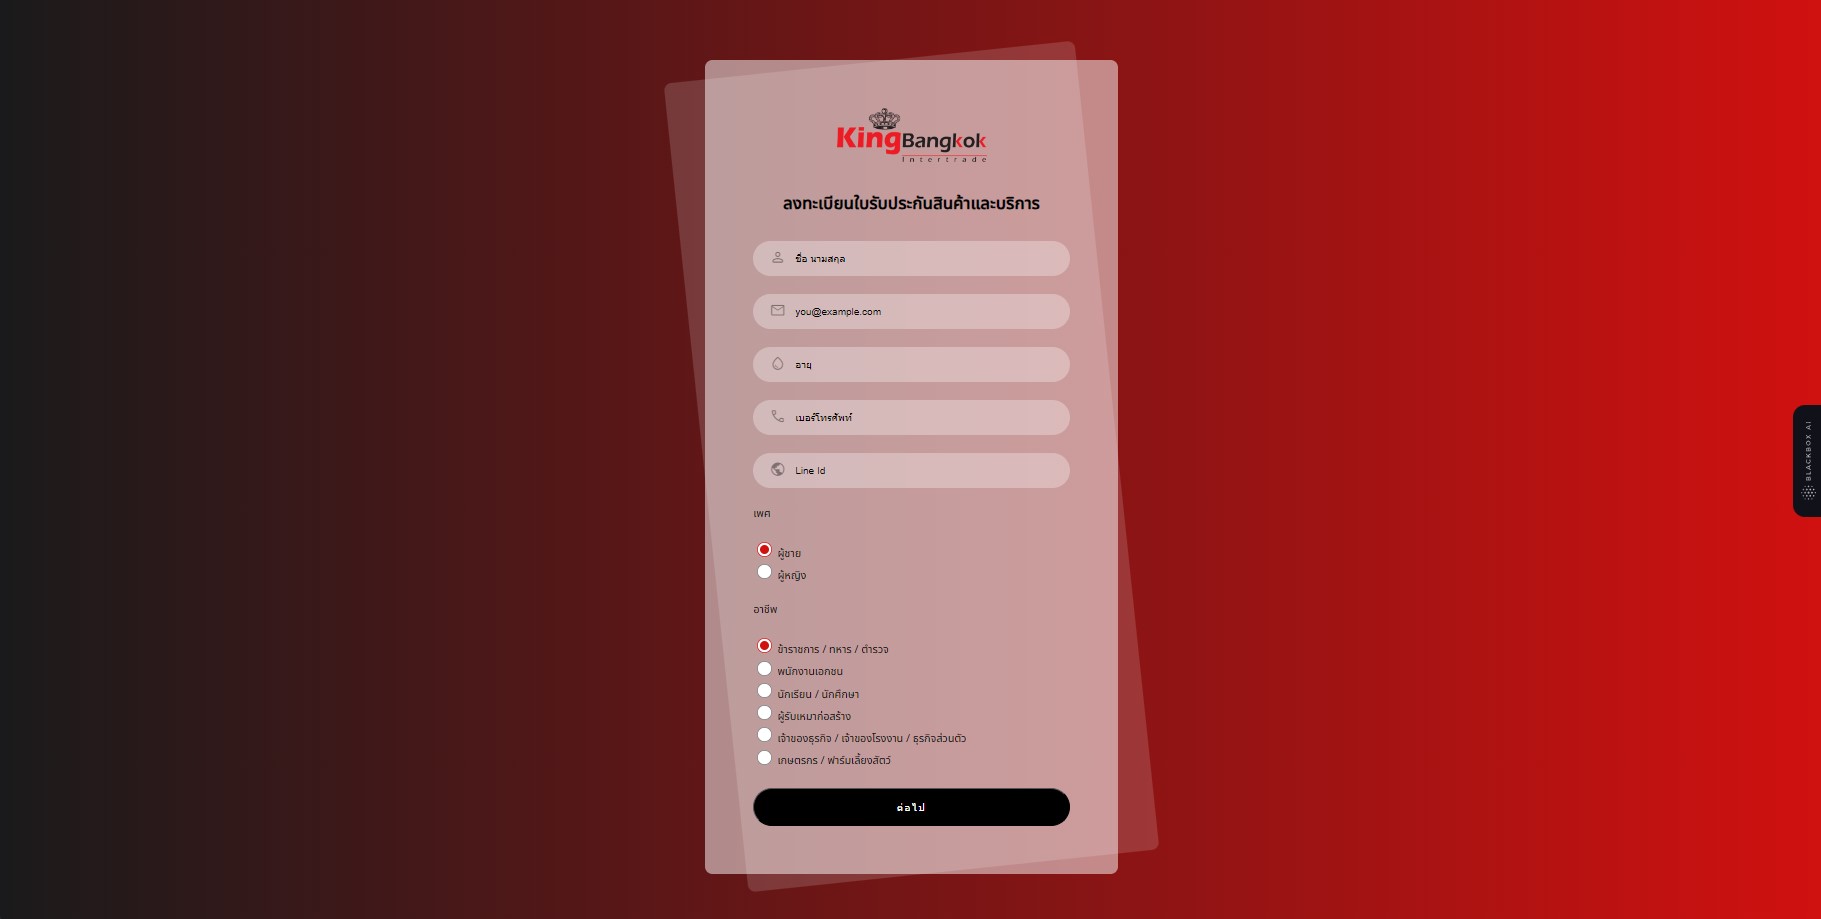 KingBangkok
Intertrade
ลงทะเบียนใบรับประกันสินค้าและบริการ
ชื่อ นามสกุล
you@example.com
อายุ
เบอร์โทรศัพท์
Line Id
เพศ
ผู้ชาย
ผู้หญิง
อาชีพ
ข้าราชการ / ทหาร / ตำรวจ
พนักงานเอกชน
นักเรียน / นักศึกษา
ผู้รับเหมาก่อสร้าง
เจ้าของธุรกิจ / เจ้าของโรงงาน / ธุรกิจส่วนตัว
เกษตรกร / ฟาร์มเลี้ยงสัตว์
ต่อไป
BLACKBOX AI